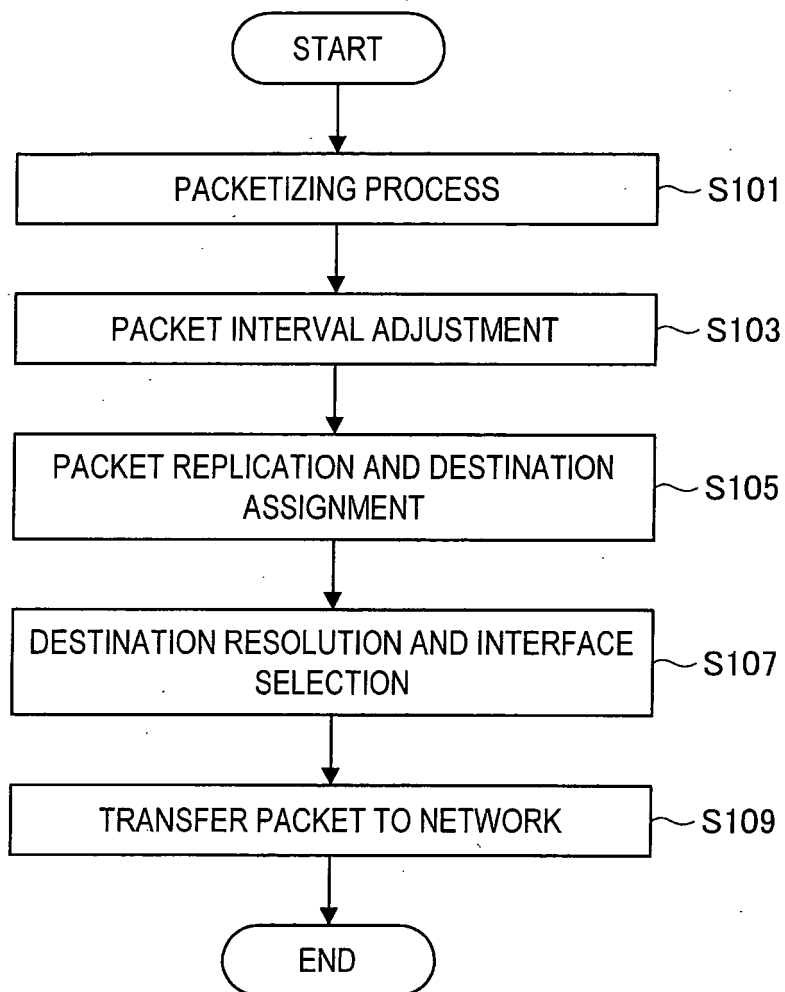 START
PACKETIZING PROCESS
S101
PACKET INTERVAL ADJUSTMENT
S103
PACKET REPLICATION AND DESTINATION
ASSIGNMENT
S105
DESTINATION RESOLUTION AND INTERFACE
SELECTION
S107
TRANSFER PACKET TO NETWORK
S109
END